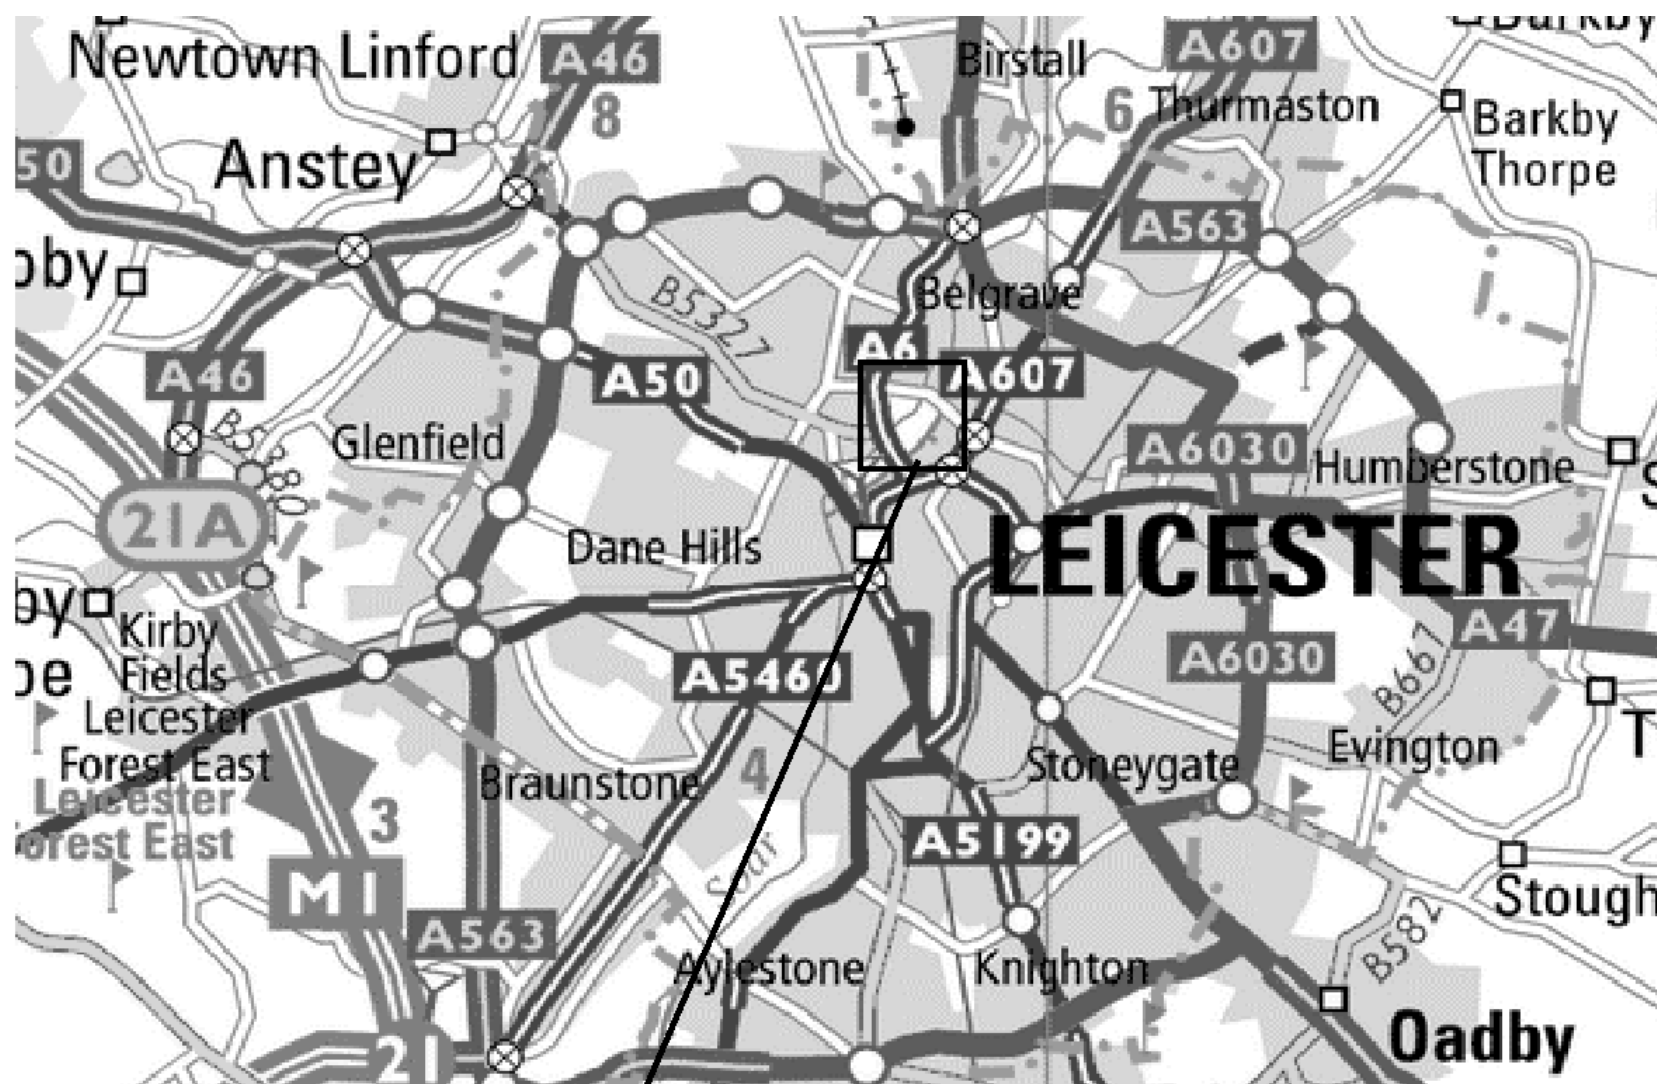 Newtown Linford
A46
8
Birstall
A607
6
Thurmaston
Barkby
Thorpe
50
Anstey
A563
Belgrave
B5327
A6
A46
A50
A607
Glenfield
A6030
Humberstone
21A
Dane Hills
LEICESTER
Kirby
Fields
A47
A6030
B667
A5460
Leicester
Forest East
Leicester
Forest East
Braunstone
4
Stoneygate
Evington
3
A5199
Soar
M1
Stough
A563
B582
Aylestone
Knighton
21
Oadby